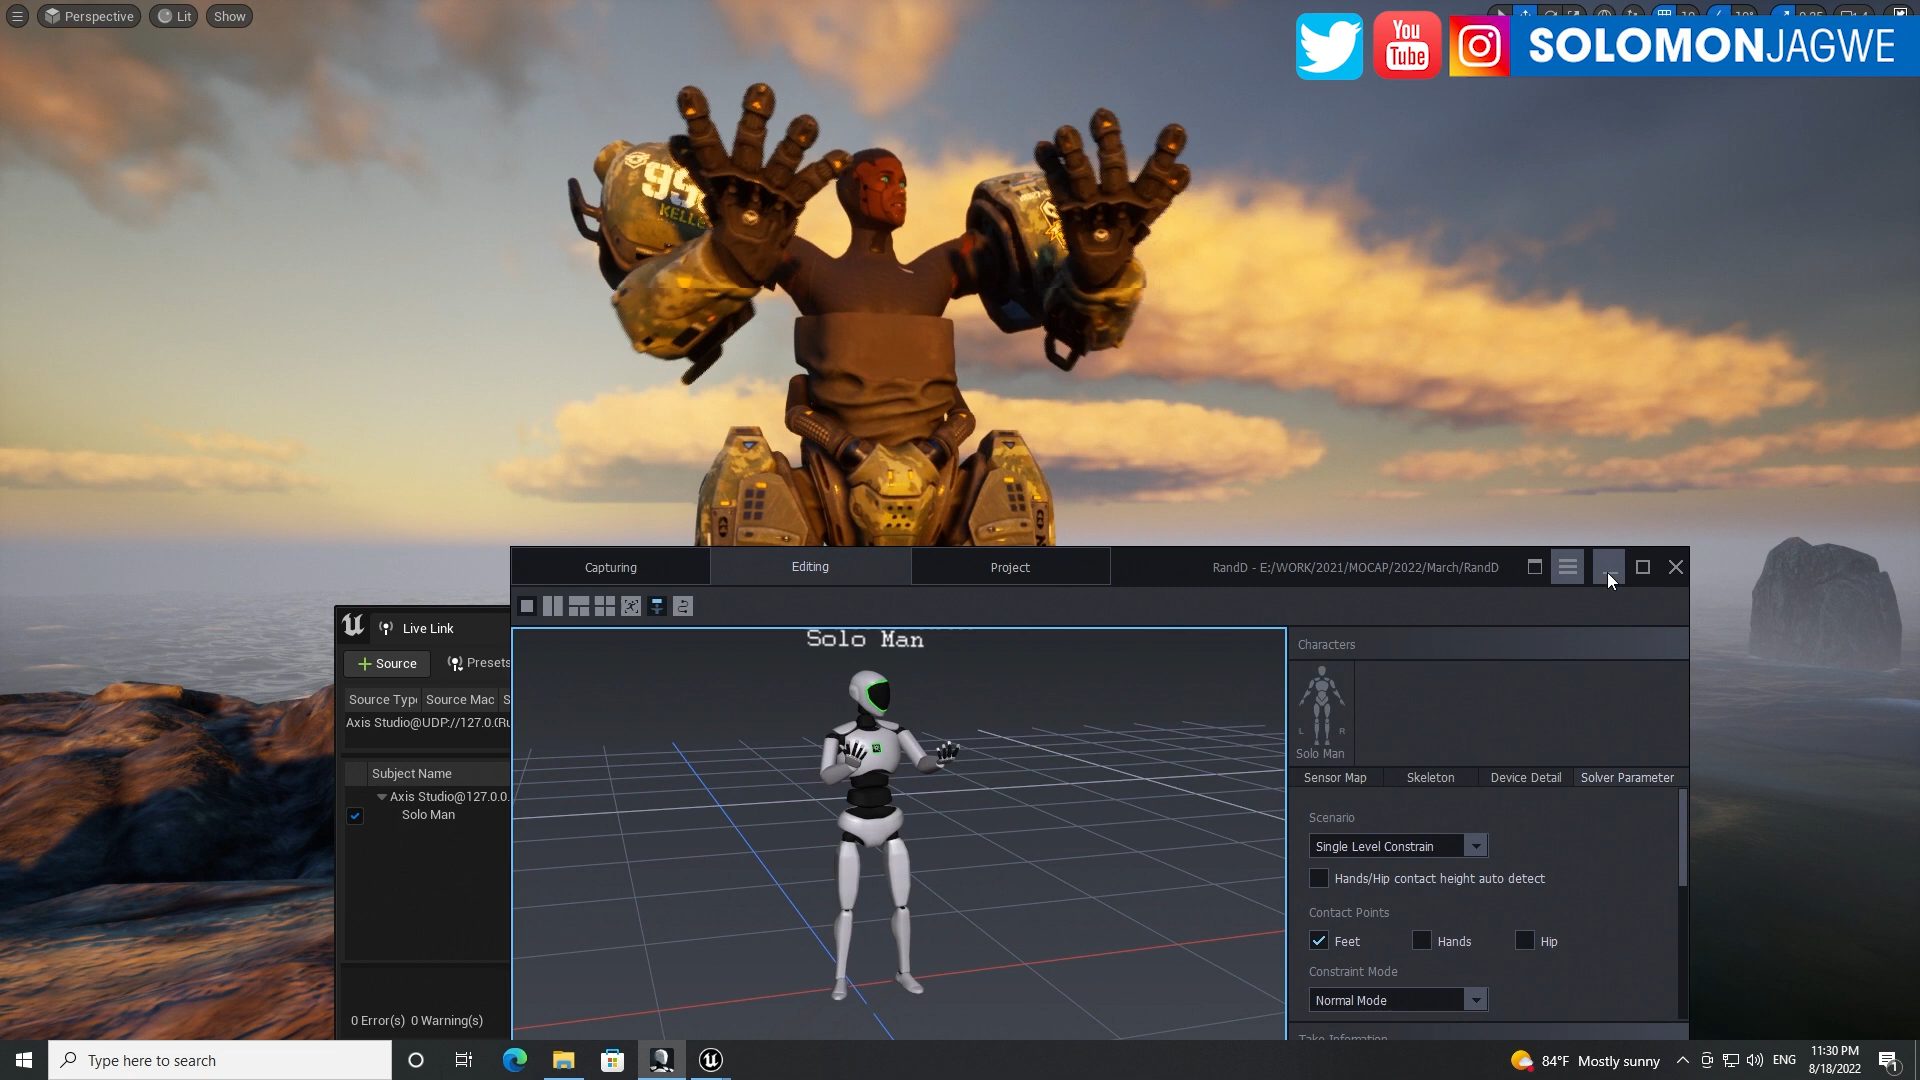 Perspective
Lit
Show
You
Tube
SOLOMONJAGWE
Capturing
Editing
Project
RandD - E:/WORK/2021/MOCAP/2022/March/RandD
Live Link
Source
Presets
Source Type
Source Mac
Axis Studio@UDP://127.0.
Subject Name
Axis Studio@127.0.0.
Solo Man
0 Error(s) 0 Warning(s)
Solo Man
Characters
L
R
Solo Man
Sensor Map
Skeleton
Device Detail
Solver Parameter
Scenario
Single Level Constrain
Hands/Hip contact height auto detect
Contact Points
Feet
Hands
Hip
Constraint Mode
Normal Mode
Type here to search
84°F Mostly sunny
ENG
11:30 PM
8/18/2022
1